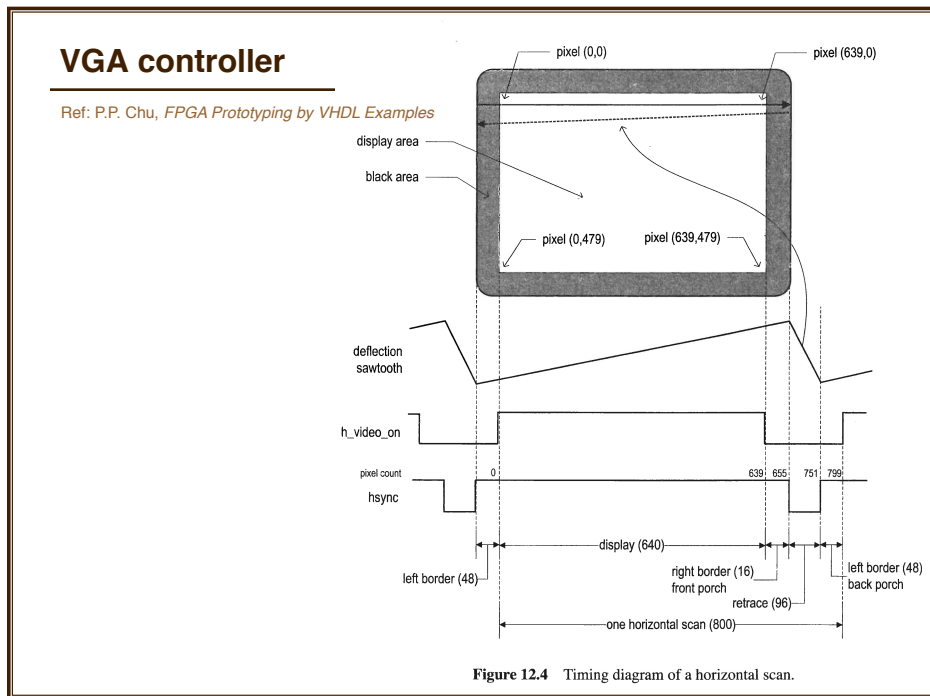 VGA controller
Ref: P.P. Chu, FPGA Prototyping by VHDL Examples
pixel (0,0)
pixel (639,0)
display area
black area
pixel (0,479)
pixel (639,479)
deflection
sawtooth
h_video_on
pixel count
0
639
655
751
799
hsync
display (640)
left border (48)
right border (16)
front porch
left border (48)
back porch
retrace (96)
one horizontal scan (800)
Figure 12.4 Timing diagram of a horizontal scan.